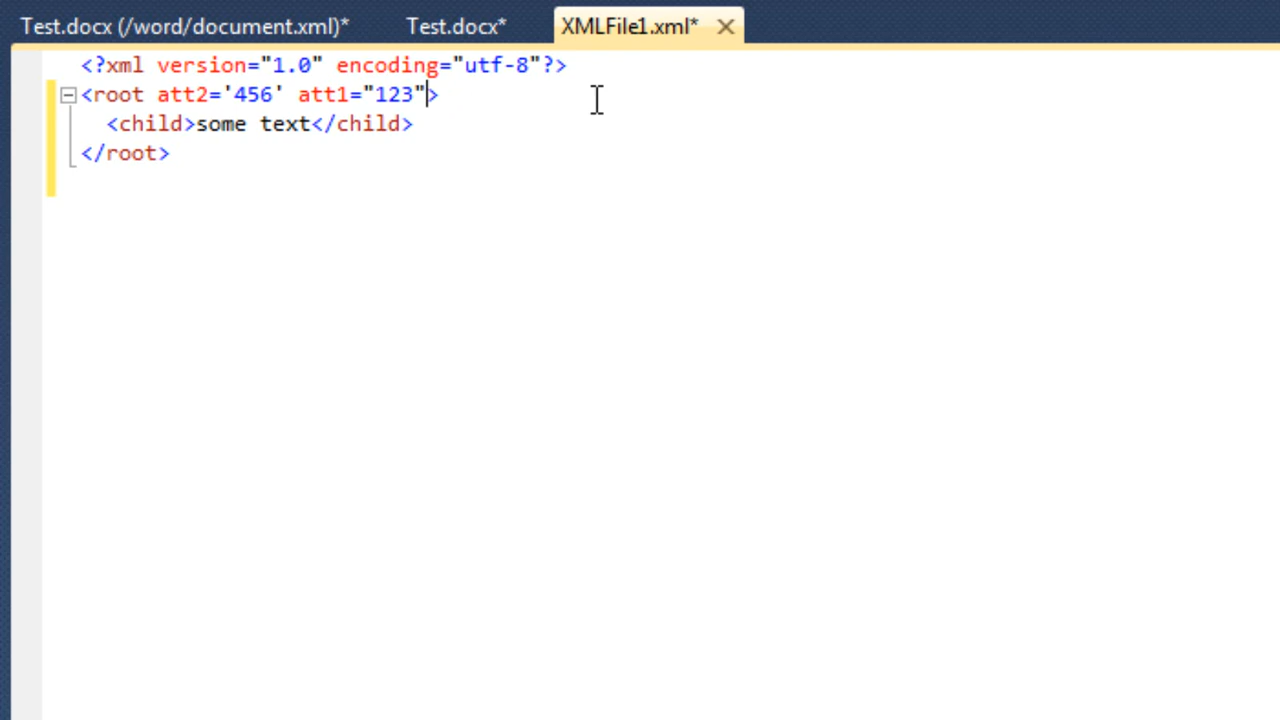 Test.docx (/word/document.xml)* Test.docx* XMLFile1.xml*
<?xml version="1.0" encoding="utf-8"?>
<root att2='456' att1="123">
<child>some text</child>
</root>